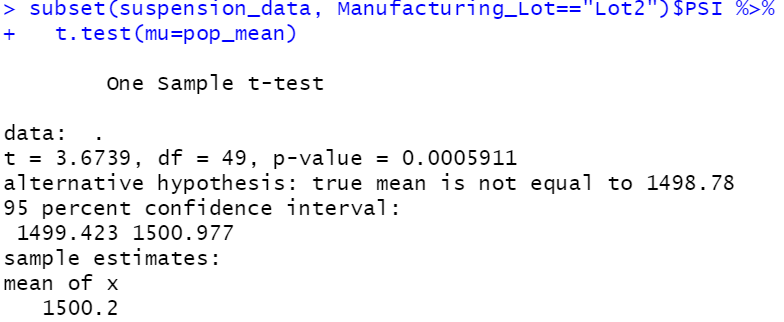 > subset(suspension_data, Manufacturing_Lot=="Lot2")$PSI %>%
+   t.test(mu=pop_mean)
One Sample t-test
data:  .
t = 3.6739, df = 49, p-value = 0.0005911
alternative hypothesis: true mean is not equal to 1498.78
95 percent confidence interval:
1499.423 1500.977
sample estimates:
mean of x
1500.2